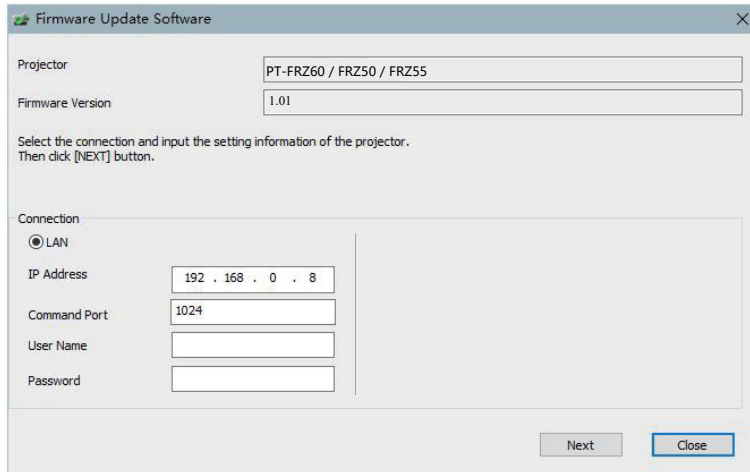 Firmware Update Software
Projector
PT-FRZ60 / FRZ50 / FRZ55
Firmware Version
1.01
Select the connection and input the setting information of the projector.
Then click [NEXT] button.
Connection
LAN
IP Address
192 . 168 . 0 . 8
Command Port
1024
User Name
Password
Next
Close